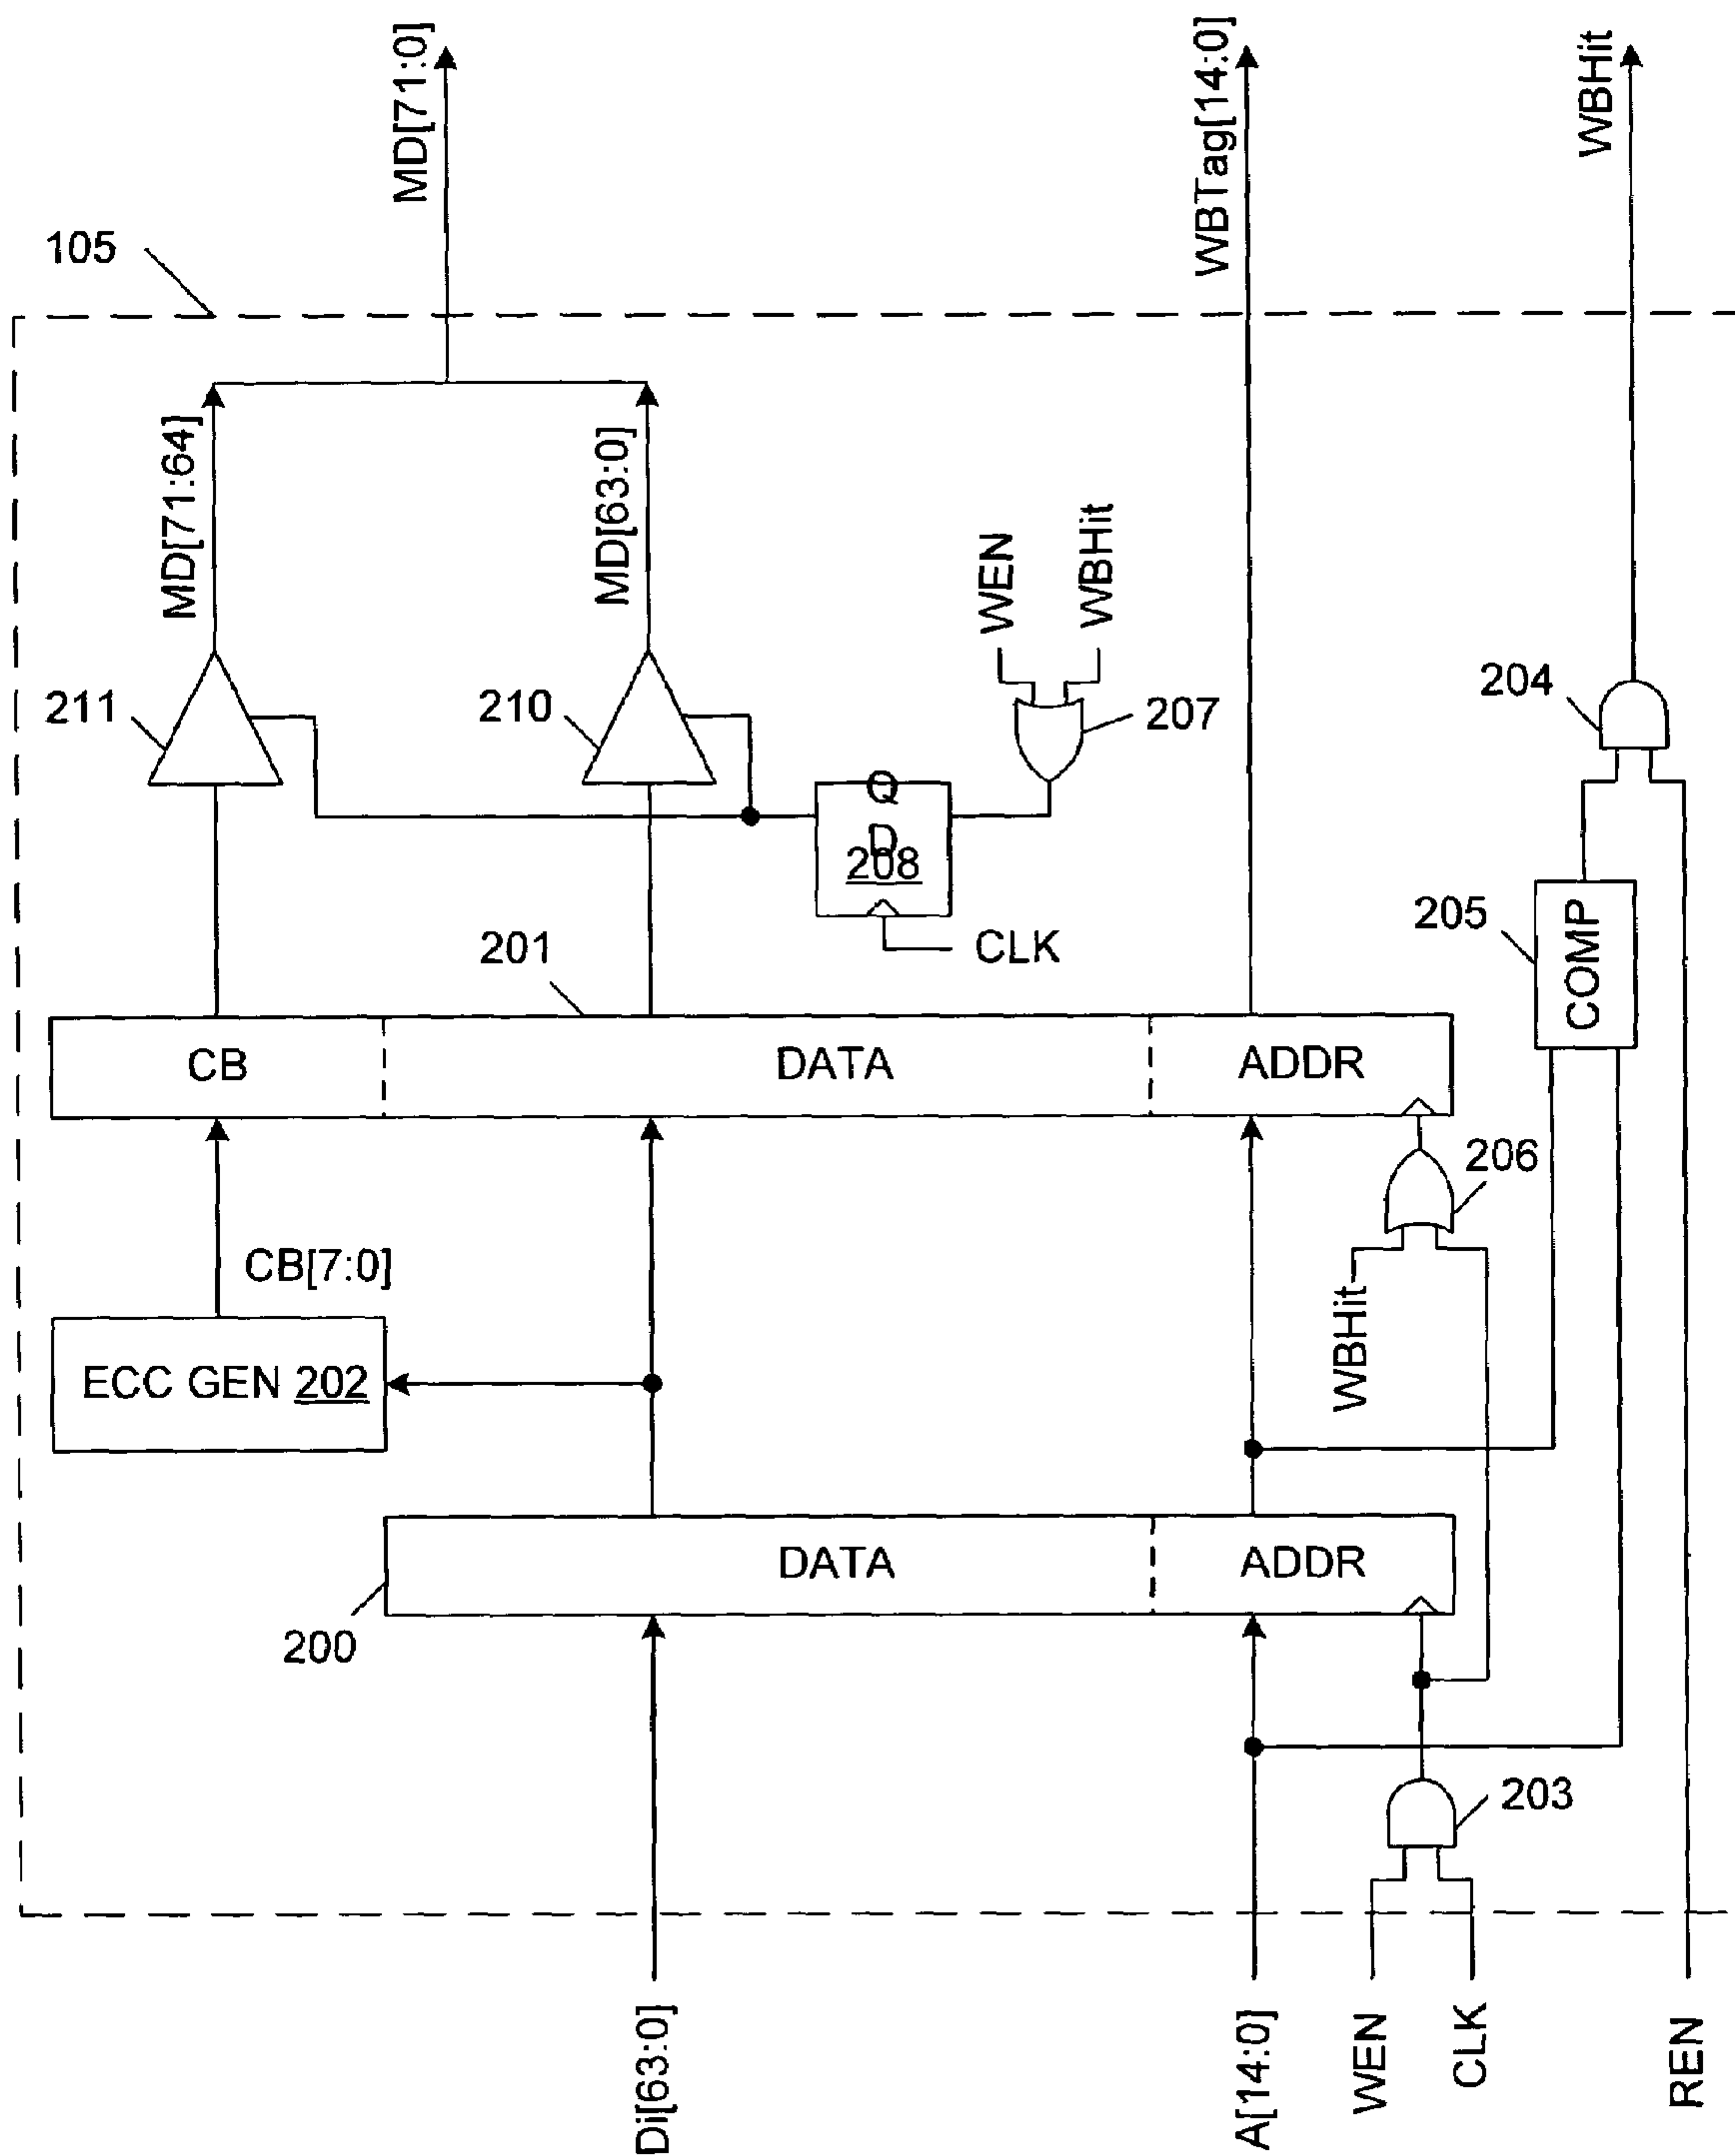 105
MD[71:0]
WBTag[14:0]
WBHit
MD[71:64]
MD[63:0]
WEN
WBHit
211
210
207
204
Q
D
208
CLK
205
COMP
201
CB
DATA
ADDR
206
CB[7:0]
WBHit
ECC GEN 202
DATA
ADDR
200
203
Di[63:0]
A[14:0]
WEN
CLK
REN